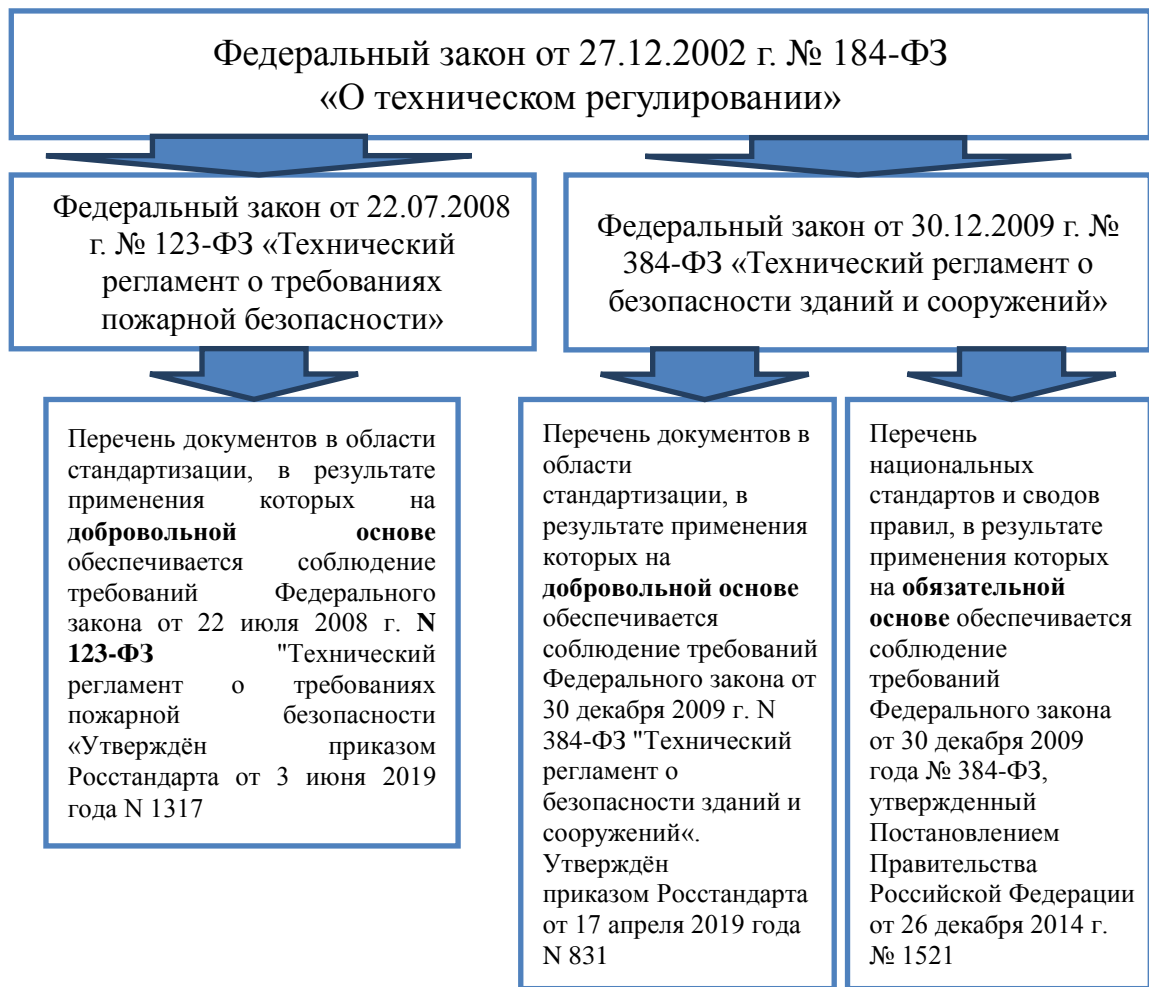 Федеральный закон от 27.12.2002 г. № 184-ФЗ
«О техническом регулировании»
Федеральный закон от 22.07.2008
г. № 123-ФЗ «Технический
регламент о требованиях
пожарной безопасности»
Федеральный закон от 30.12.2009 г. №
384-ФЗ «Технический регламент о
безопасности зданий и сооружений»
Перечень документов в области
стандартизации, в результате
применения которых на
добровольной основе
обеспечивается соблюдение
требований Федерального
закона от 22 июля 2008 г. N
123-ФЗ "Технический
регламент о требованиях
пожарной безопасности
«Утверждён приказом
Росстандарта от 3 июня 2019
года N 1317
Перечень документов в
области
стандартизации, в
результате применения
которых на
добровольной основе
обеспечивается
соблюдение требований
Федерального закона от
30 декабря 2009 г. N
384-ФЗ "Технический
регламент о
безопасности зданий и
сооружений“.
Утверждён
приказом Росстандарта
от 17 апреля 2019 года
N 831
Перечень
национальных
стандартов и сводов
правил, в результате
применения которых
на обязательной
основе обеспечивается
соблюдение
требований
Федерального закона
от 30 декабря 2009
года № 384-ФЗ,
утвержденный
Постановлением
Правительства
Российской Федерации
от 26 декабря 2014 г.
№ 1521